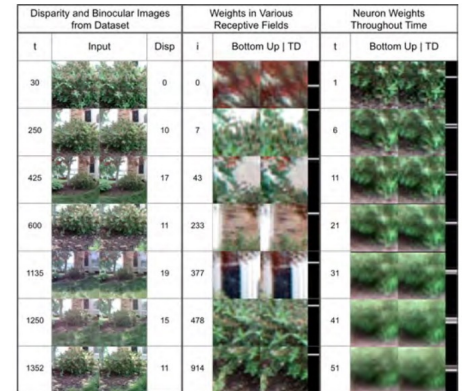 Disparity and Binocular Images from Dataset
Weights in Various Receptive Fields
Neuron Weights Throughout Time
t Input Disp i Bottom Up | TD t Bottom Up | TD
30 0 0 1
250 10 7 6
425 17 43 11
600 11 233 21
1135 19 377 31
1250 15 478 41
1352 11 914 51